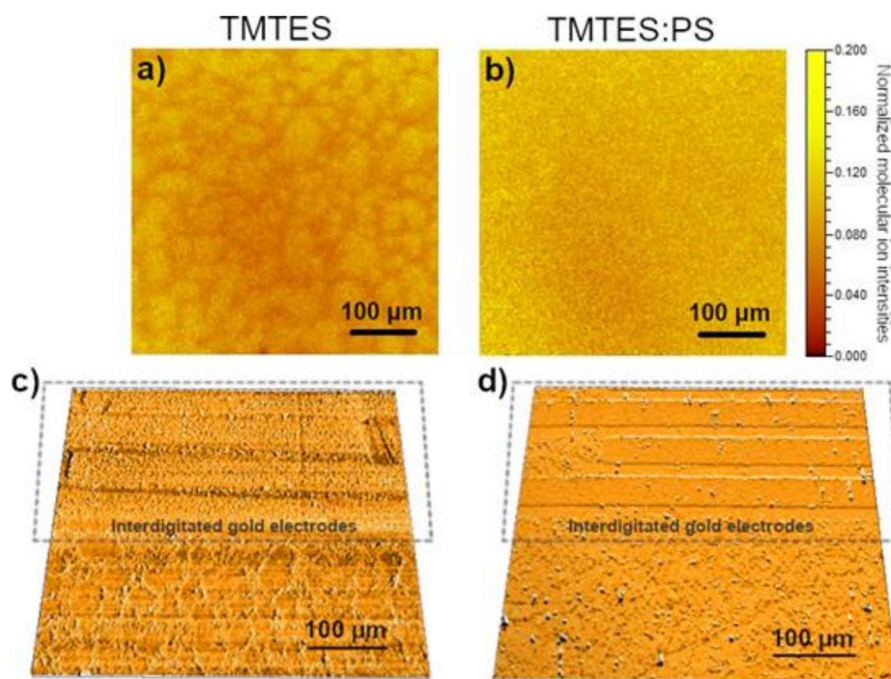 TMTES
TMTES:PS
a)
b)
100 µm
100 µm
0.200
0.160
0.120
0.080
0.040
0.000
Normalized molecular ion intensities
c)
d)
Interdigitated gold electrodes
Interdigitated gold electrodes
100 µm
100 µm